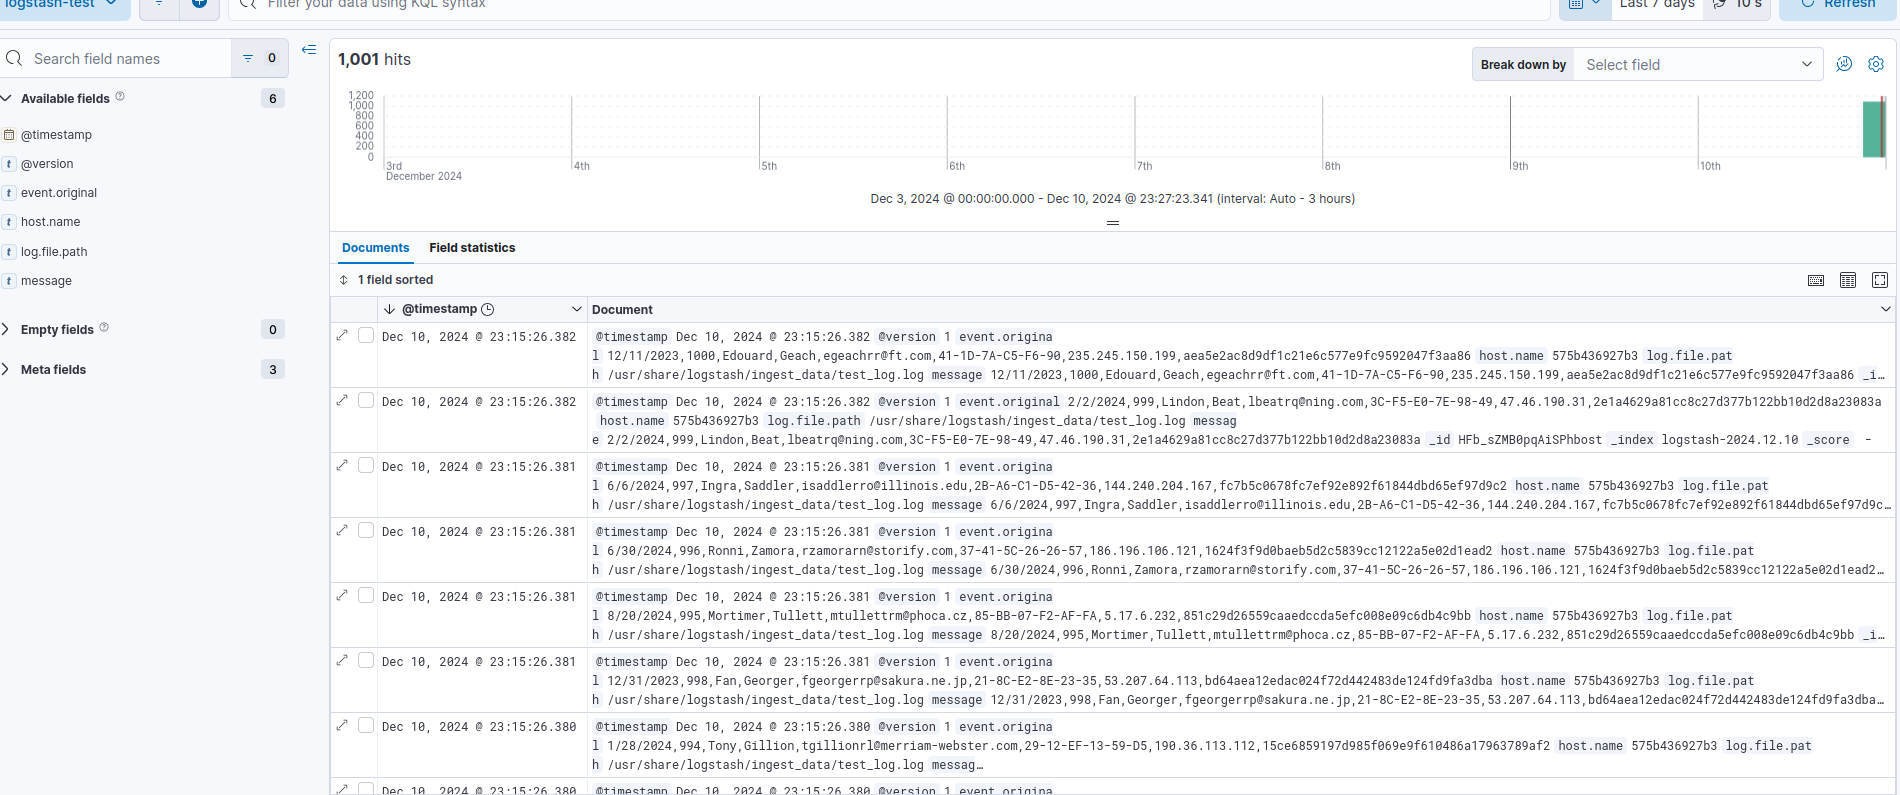 logstash-test
Filter your data using KQL syntax
Last 7 days
10 s
Refresh
Search field names
0
1,001 hits
Break down by
Select field
Available fields
6
@timestamp
@version
event.original
host.name
log.file.path
message
Empty fields
0
Meta fields
3
1,200
1,000
800
600
400
200
0
3rd
December 2024
4th
5th
6th
7th
8th
9th
10th
Dec 3, 2024 @ 00:00:00.000 - Dec 10, 2024 @ 23:27:23.341 (interval: Auto - 3 hours)
Documents
Field statistics
1 field sorted
@timestamp
Document
Dec 10, 2024 @ 23:15:26.382
@timestamp Dec 10, 2024 @ 23:15:26.382 @version 1 event.origina
l 12/11/2023,1000,Edouard,Geach,egeachrr@ft.com,41-1D-7A-C5-F6-90,235.245.150.199,aea5e2ac8d9df1c21e6c577e9fc9592047f3aa86 host.name 575b436927b3 log.file.pat
h /usr/share/logstash/ingest_data/test_log.log message 12/11/2023,1000,Edouard,Geach,egeachrr@ft.com,41-1D-7A-C5-F6-90,235.245.150.199,aea5e2ac8d9df1c21e6c577e9fc9592047f3aa86 _i…
Dec 10, 2024 @ 23:15:26.382
@timestamp Dec 10, 2024 @ 23:15:26.382 @version 1 event.original 2/2/2024,999,Lindon,Beat,lbeatrq@ning.com,3C-F5-E0-7E-98-49,47.46.190.31,2e1a4629a81cc8c27d377b122bb10d2d8a23083a
host.name 575b436927b3 log.file.path /usr/share/logstash/ingest_data/test_log.log messag
e 2/2/2024,999,Lindon,Beat,lbeatrq@ning.com,3C-F5-E0-7E-98-49,47.46.190.31,2e1a4629a81cc8c27d377b122bb10d2d8a23083a _id HFb_sZMB0pqAiSPhbost _index logstash-2024.12.10 _score -
Dec 10, 2024 @ 23:15:26.381
@timestamp Dec 10, 2024 @ 23:15:26.381 @version 1 event.origina
l 6/6/2024,997,Ingra,Saddler,isaddlerro@illinois.edu,2B-A6-C1-D5-42-36,144.240.204.167,fc7b5c0678fc7ef92e892f61844dbd65ef97d9c2 host.name 575b436927b3 log.file.pat
h /usr/share/logstash/ingest_data/test_log.log message 6/6/2024,997,Ingra,Saddler,isaddlerro@illinois.edu,2B-A6-C1-D5-42-36,144.240.204.167,fc7b5c0678fc7ef92e892f61844dbd65ef97d9c…
Dec 10, 2024 @ 23:15:26.381
@timestamp Dec 10, 2024 @ 23:15:26.381 @version 1 event.origina
l 6/30/2024,996,Ronni,Zamora,rzamorarn@storify.com,37-41-5C-26-26-57,186.196.106.121,1624f3f9d0baeb5d2c5839cc12122a5e02d1ead2 host.name 575b436927b3 log.file.pat
h /usr/share/logstash/ingest_data/test_log.log message 6/30/2024,996,Ronni,Zamora,rzamorarn@storify.com,37-41-5C-26-26-57,186.196.106.121,1624f3f9d0baeb5d2c5839cc12122a5e02d1ead2…
Dec 10, 2024 @ 23:15:26.381
@timestamp Dec 10, 2024 @ 23:15:26.381 @version 1 event.origina
l 8/20/2024,995,Mortimer,Tullett,mtullettrm@phoca.cz,85-BB-07-F2-AF-FA,5.17.6.232,851c29d26559caaedccda5efc008e09c6db4c9bb host.name 575b436927b3 log.file.pat
h /usr/share/logstash/ingest_data/test_log.log message 8/20/2024,995,Mortimer,Tullett,mtullettrm@phoca.cz,85-BB-07-F2-AF-FA,5.17.6.232,851c29d26559caaedccda5efc008e09c6db4c9bb _i…
Dec 10, 2024 @ 23:15:26.381
@timestamp Dec 10, 2024 @ 23:15:26.381 @version 1 event.origina
l 12/31/2023,998,Fan,Georger,fgeorgerrp@sakura.ne.jp,21-8C-E2-8E-23-35,53.207.64.113,bd64aea12edac024f72d442483de124fd9fa3dba host.name 575b436927b3 log.file.pat
h /usr/share/logstash/ingest_data/test_log.log message 12/31/2023,998,Fan,Georger,fgeorgerrp@sakura.ne.jp,21-8C-E2-8E-23-35,53.207.64.113,bd64aea12edac024f72d442483de124fd9fa3dba…
Dec 10, 2024 @ 23:15:26.380
@timestamp Dec 10, 2024 @ 23:15:26.380 @version 1 event.origina
l 1/28/2024,994,Tony,Gillion,tgillionrl@merriam-webster.com,29-12-EF-13-59-D5,190.36.113.112,15ce6859197d985f069e9f610486a17963789af2 host.name 575b436927b3 log.file.pat
h /usr/share/logstash/ingest_data/test_log.log messag…
Dec 10, 2024 @ 23:15:26.380
@timestamp Dec 10, 2024 @ 23:15:26.380 @version 1 event.origina